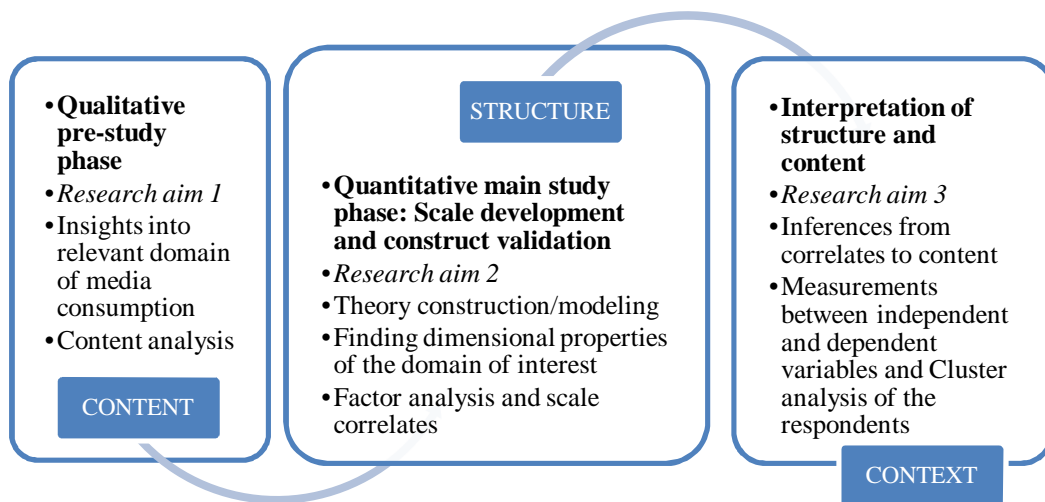 •Qualitative
pre-study
phase
•Research aim 1
•Insights into
relevant domain
of media
consumption
•Content analysis
CONTENT
STRUCTURE
•Quantitative main study
phase: Scale development
and construct validation
•Research aim 2
•Theory construction/modeling
•Finding dimensional properties
of the domain of interest
•Factor analysis and scale
correlates
•Interpretation of
structure and
content
•Research aim 3
•Inferences from
correlates to content
•Measurements
between independent
and dependent
variables and Cluster
analysis of the
respondents
CONTEXT